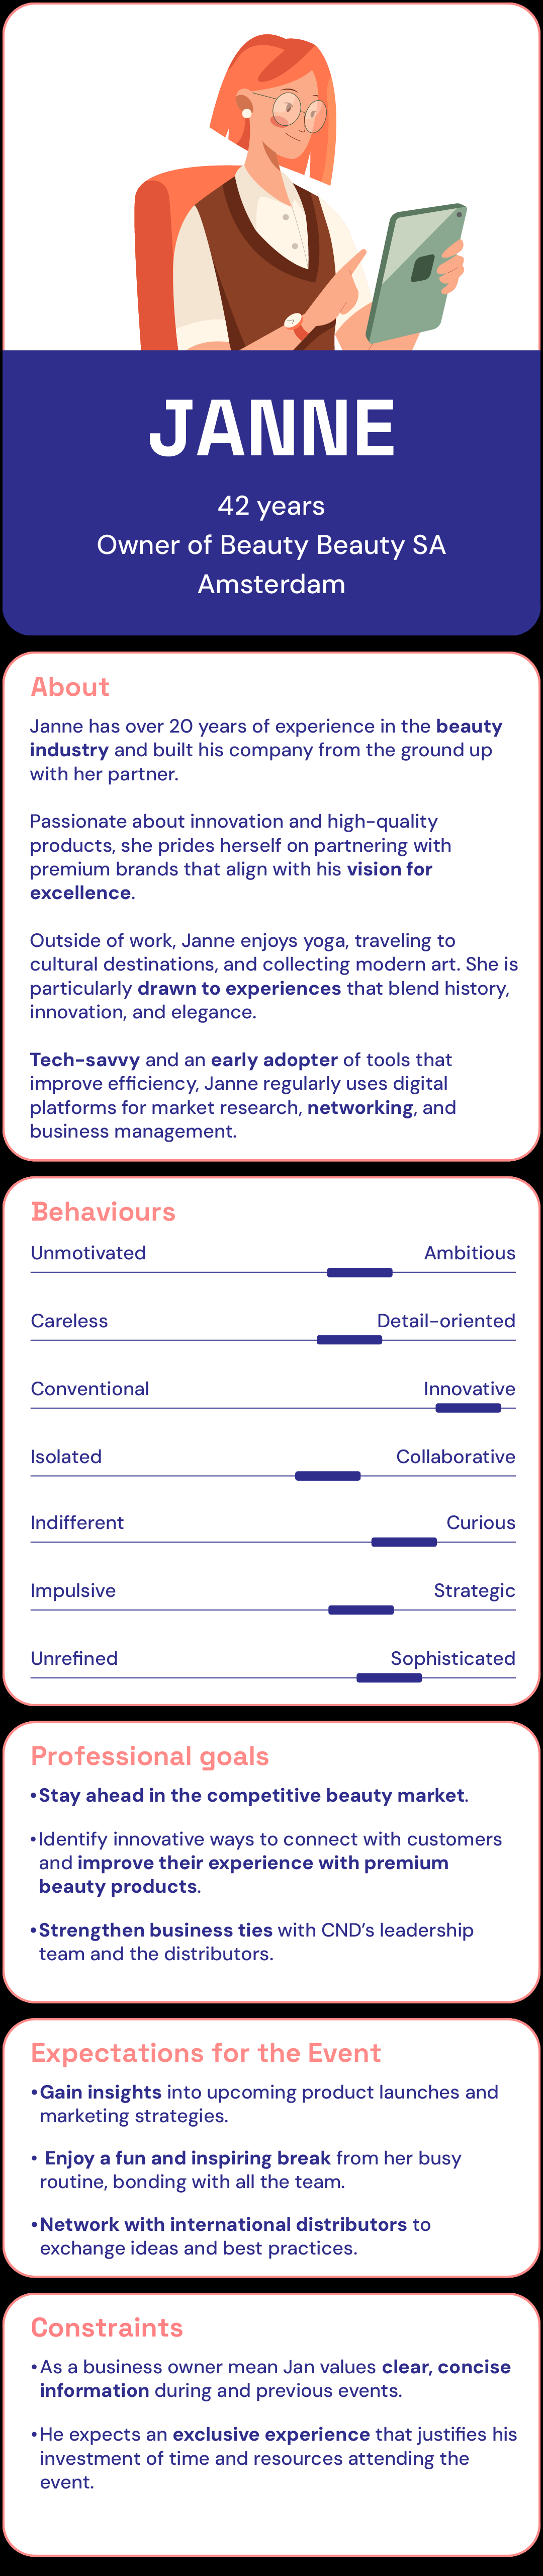 JANNE
42 years
Owner of Beauty Beauty SA
Amsterdam
About
Janne has over 20 years of experience in the beauty
industry and built his company from the ground up
with her partner.
Passionate about innovation and high-quality
products, she prides herself on partnering with
premium brands that align with his vision for
excellence.
Outside of work, Janne enjoys yoga, traveling to
cultural destinations, and collecting modern art. She is
particularly drawn to experiences that blend history,
innovation, and elegance.
Tech-savvy and an early adopter of tools that
improve efficiency, Janne regularly uses digital
platforms for market research, networking, and
business management.
Behaviours
Unmotivated Ambitious
Careless Detail-oriented
Conventional Innovative
Isolated Collaborative
Indifferent Curious
Impulsive Strategic
Unrefined Sophisticated
Professional goals
•Stay ahead in the competitive beauty market.
•Identify innovative ways to connect with customers
and improve their experience with premium
beauty products.
•Strengthen business ties with CND’s leadership
team and the distributors.
Expectations for the Event
•Gain insights into upcoming product launches and
marketing strategies.
• Enjoy a fun and inspiring break from her busy
routine, bonding with all the team.
•Network with international distributors to
exchange ideas and best practices.
Constraints
•As a business owner mean Jan values clear, concise
information during and previous events.
•He expects an exclusive experience that justifies his
investment of time and resources attending the
event.